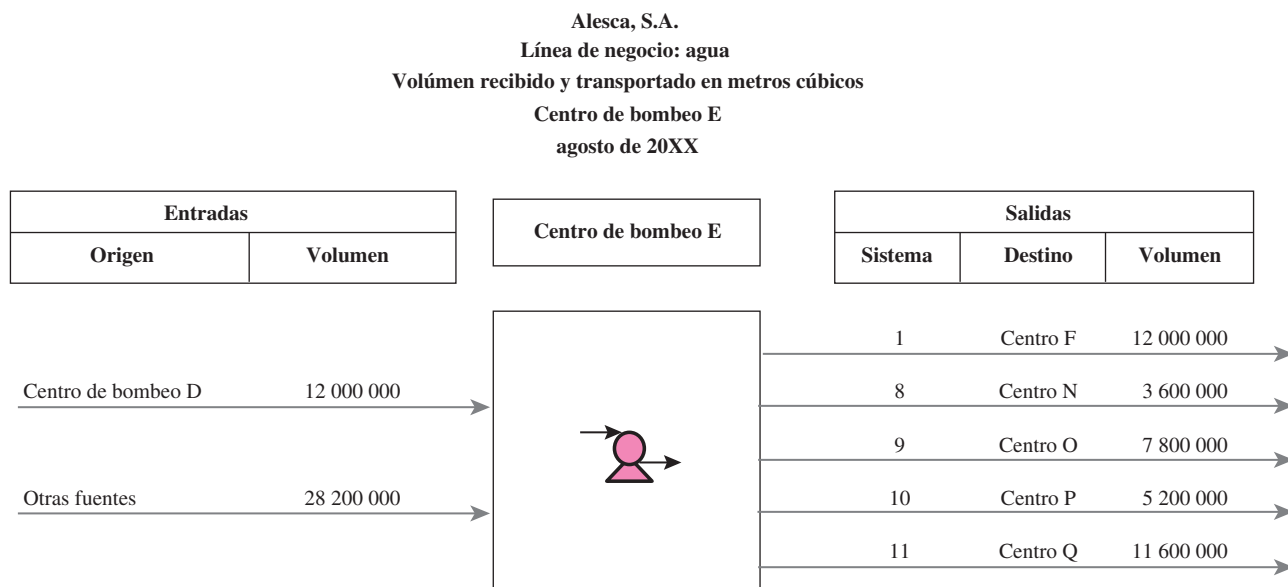 Alesca, S.A.
Línea de negocio: agua
Volúmen recibido y transportado en metros cúbicos
Centro de bombeo E
agosto de 20XX
Entradas
Origen Volumen
Centro de bombeo D 12 000 000
Otras fuentes 28 200 000
Centro de bombeo E
Salidas
Sistema Destino Volumen
1 Centro F 12 000 000
8 Centro N 3 600 000
9 Centro O 7 800 000
10 Centro P 5 200 000
11 Centro Q 11 600 000